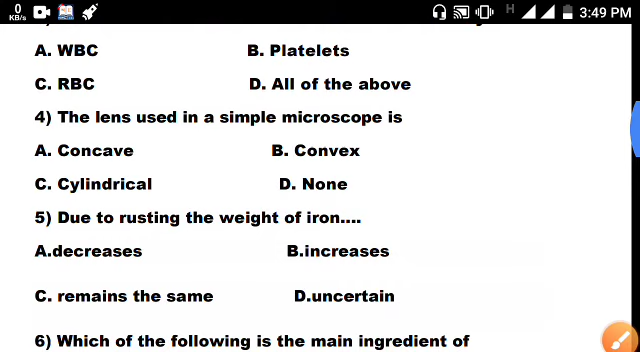 0
KB/s
H
3:49 PM
A. WBC B. Platelets
C. RBC D. All of the above
4) The lens used in a simple microscope is
A. Concave B. Convex
C. Cylindrical D. None
5) Due to rusting the weight of iron....
A.decreases B.increases
C. remains the same D.uncertain
6) Which of the following is the main ingredient of